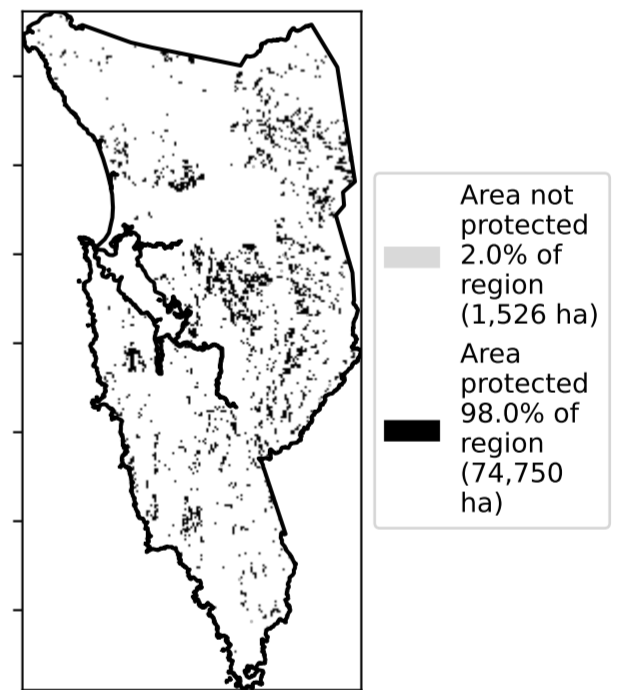 Area not
protected
2.0% of
region
(1,526 ha)
Area
protected
98.0% of
region
(74,750
ha)